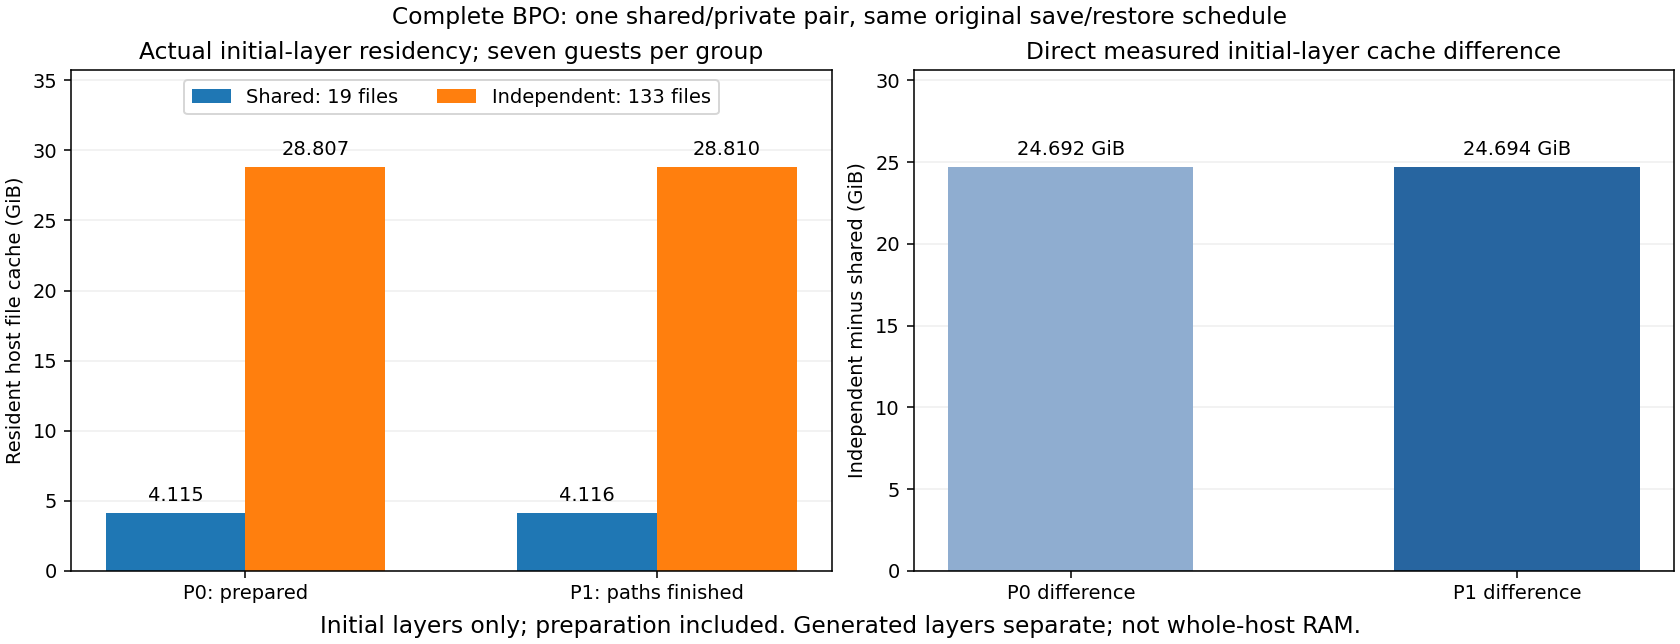 Complete BPO: one shared/private pair, same original save/restore schedule
Actual initial-layer residency; seven guests per group
Shared: 19 files
Independent: 133 files
Resident host file cache (GiB)
35
30
25
20
15
10
5
0
4.115
28.807
4.116
28.810
P0: prepared
P1: paths finished
Direct measured initial-layer cache difference
Independent minus shared (GiB)
30
25
20
15
10
5
0
24.692 GiB
24.694 GiB
P0 difference
P1 difference
Initial layers only; preparation included. Generated layers separate; not whole-host RAM.